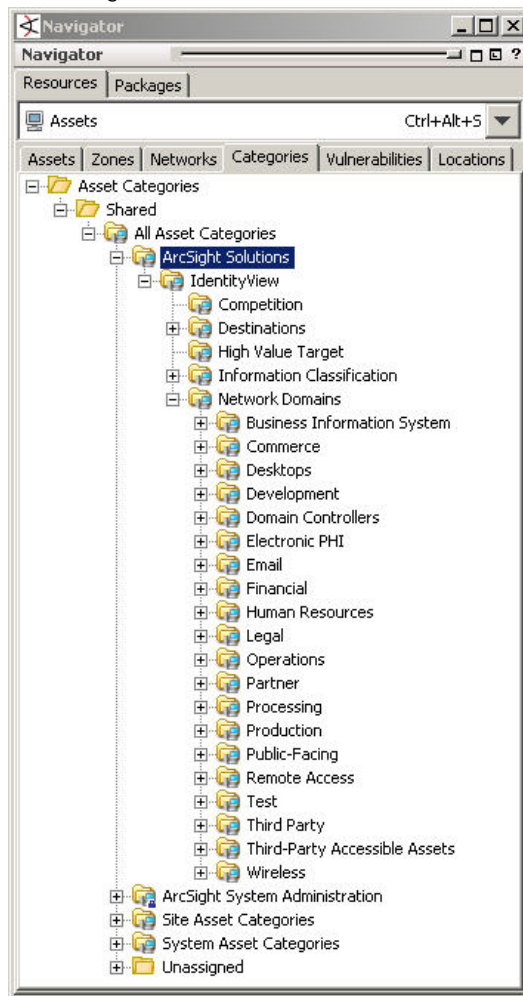 Navigator
Navigator ?
Resources Packages
Assets Ctrl+Alt+S
Assets Zones Networks Categories Vulnerabilities Locations
Asset Categories
Shared
All Asset Categories
ArcSight Solutions
IdentityView
Competition
Destinations
High Value Target
Information Classification
Network Domains
Business Information System
Commerce
Desktops
Development
Domain Controllers
Electronic PHI
Email
Financial
Human Resources
Legal
Operations
Partner
Processing
Production
Public-Facing
Remote Access
Test
Third Party
Third-Party Accessible Assets
Wireless
ArcSight System Administration
Site Asset Categories
System Asset Categories
Unassigned